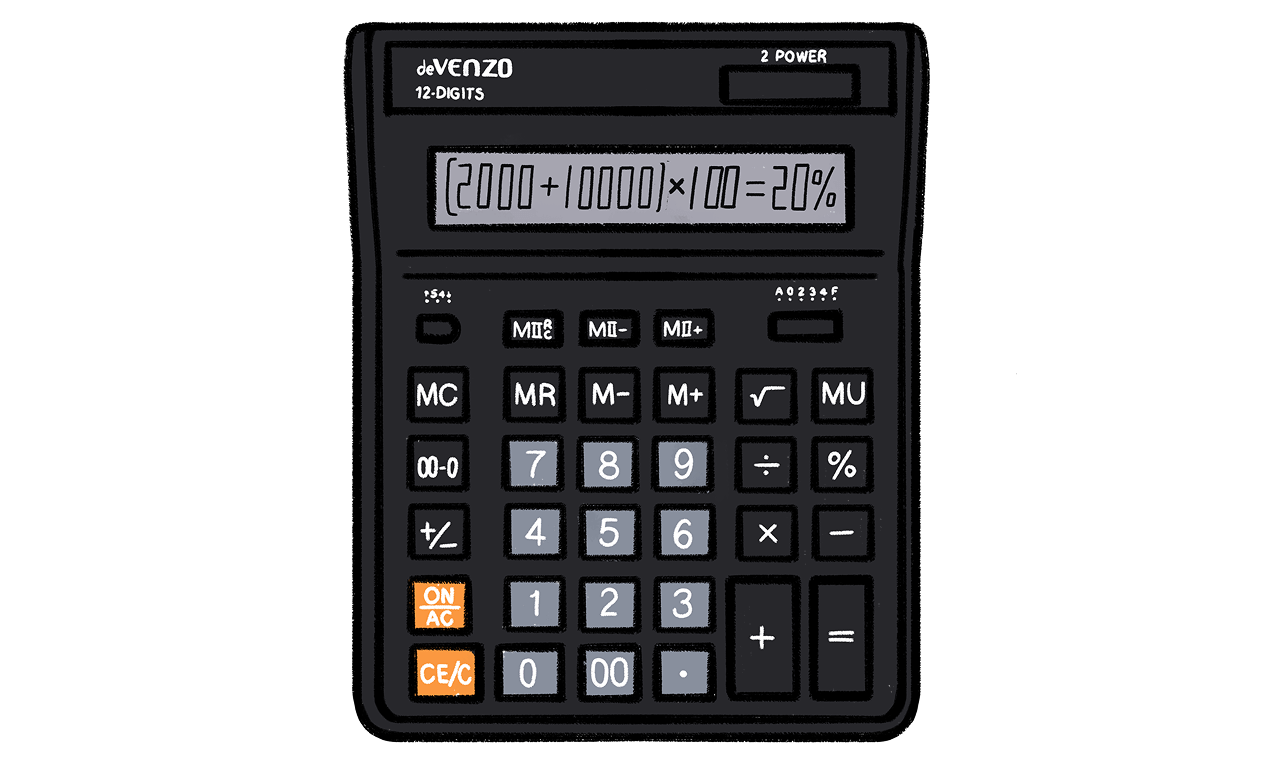 deVENZO
2 POWER
12-DIGITS
(2000+10000)×100=20%
A 0 2 3 4 F
MII RC MII- MII+
MC MR M- M+ √ MU
00-0 7 8 9 ÷ %
+/- 4 5 6 × -
ON
AC 1 2 3
CE/C 0 00 . + =